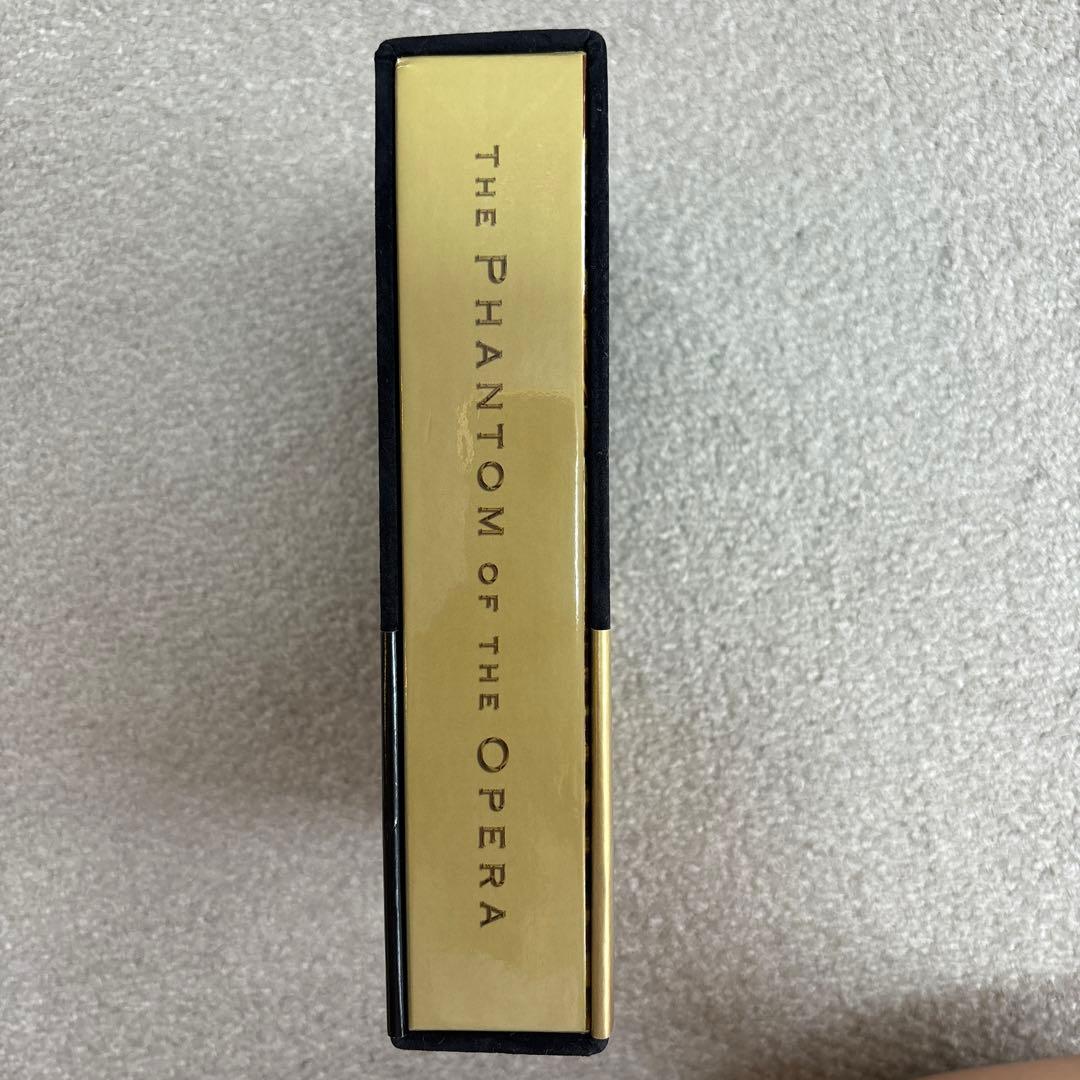 THE PHANTOM OF THE OPERA